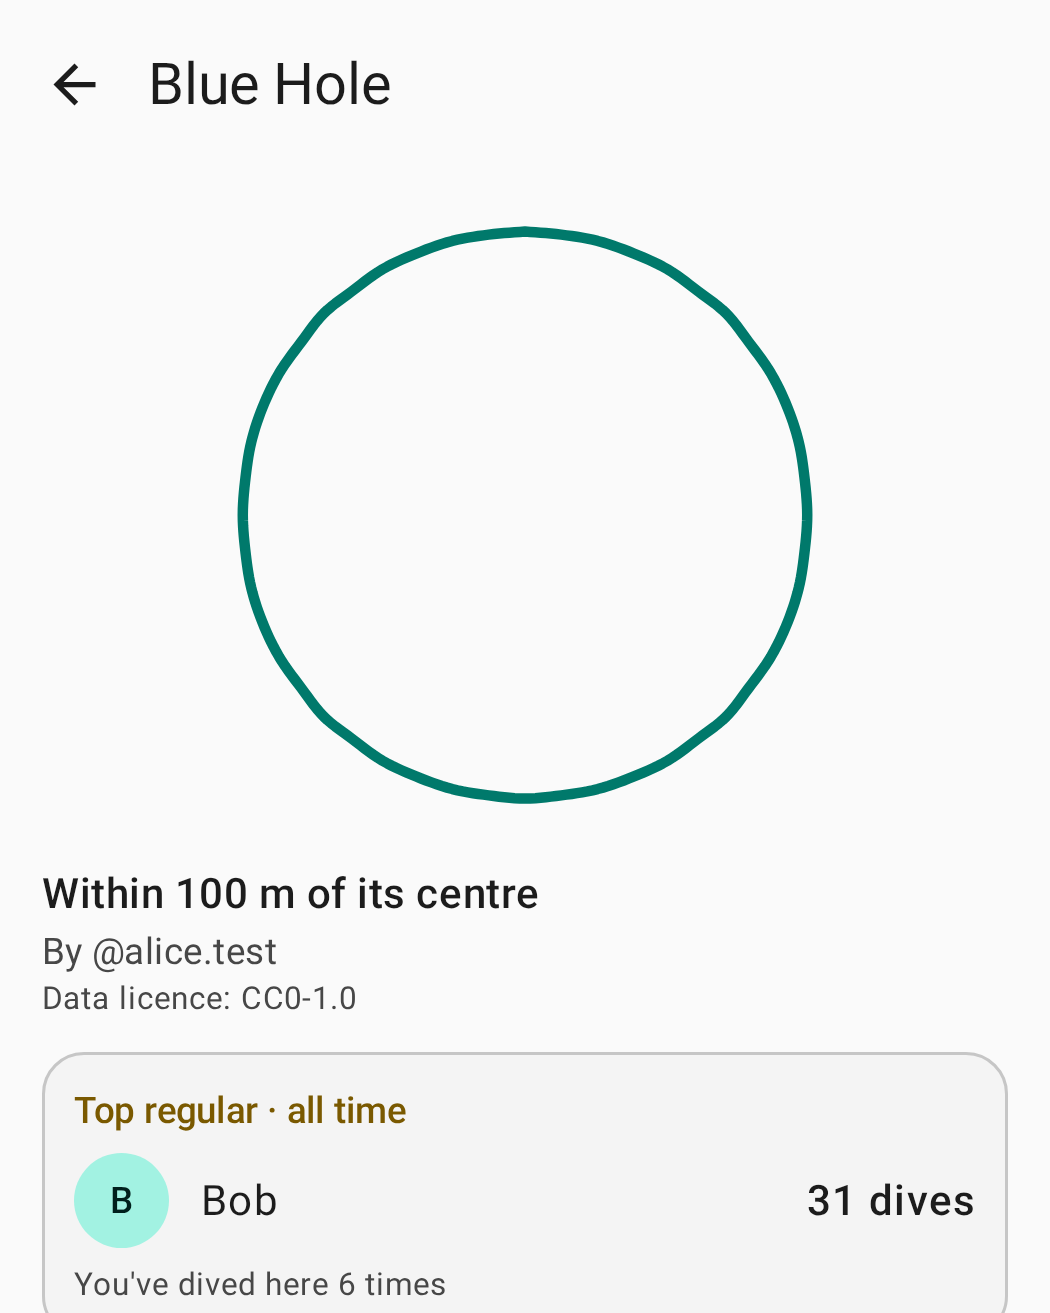 Blue Hole
Within 100 m of its centre
By @alice.test
Data licence: CC0-1.0
Top regular · all time
B
Bob
31 dives
You've dived here 6 times